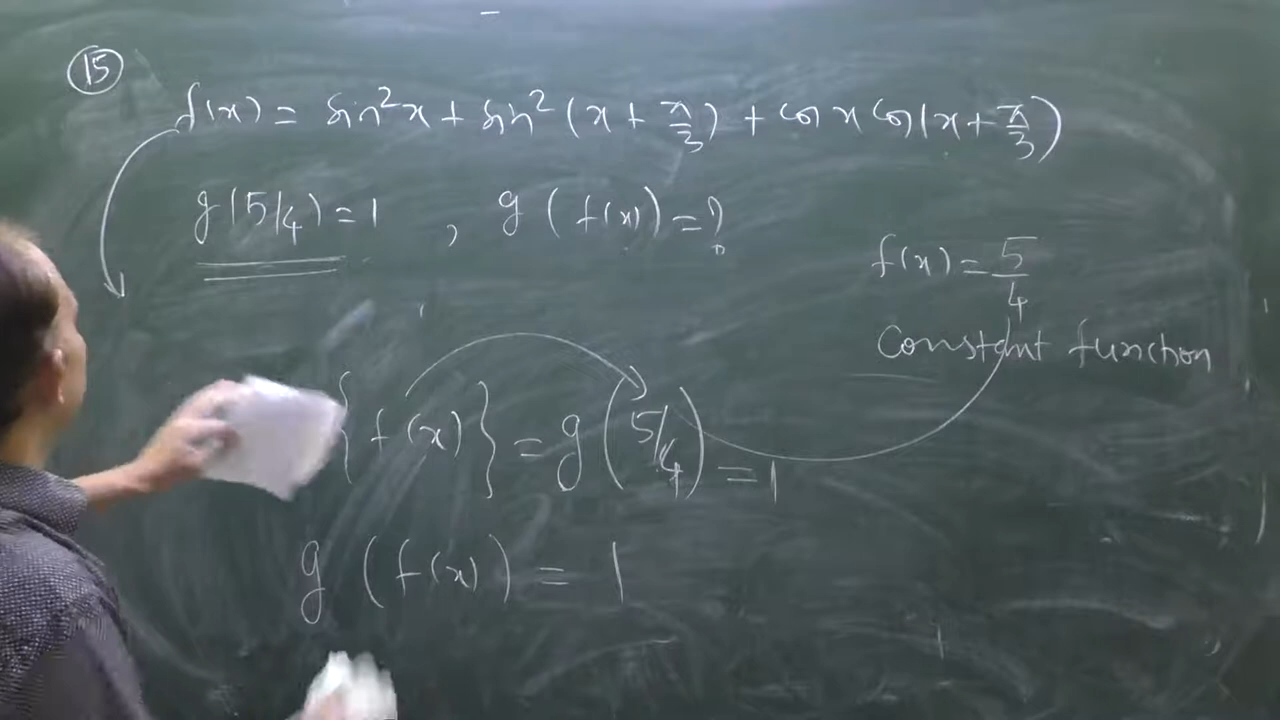 15
f(x) = sin²x + sin²(x + π/3) + cos x cos(x + π/3)
g(5/4) = 1 , g(f(x)) = ?
f(x) = 5/4
Constant function
{f(x)} = g(5/4) = 1
g(f(x)) = 1